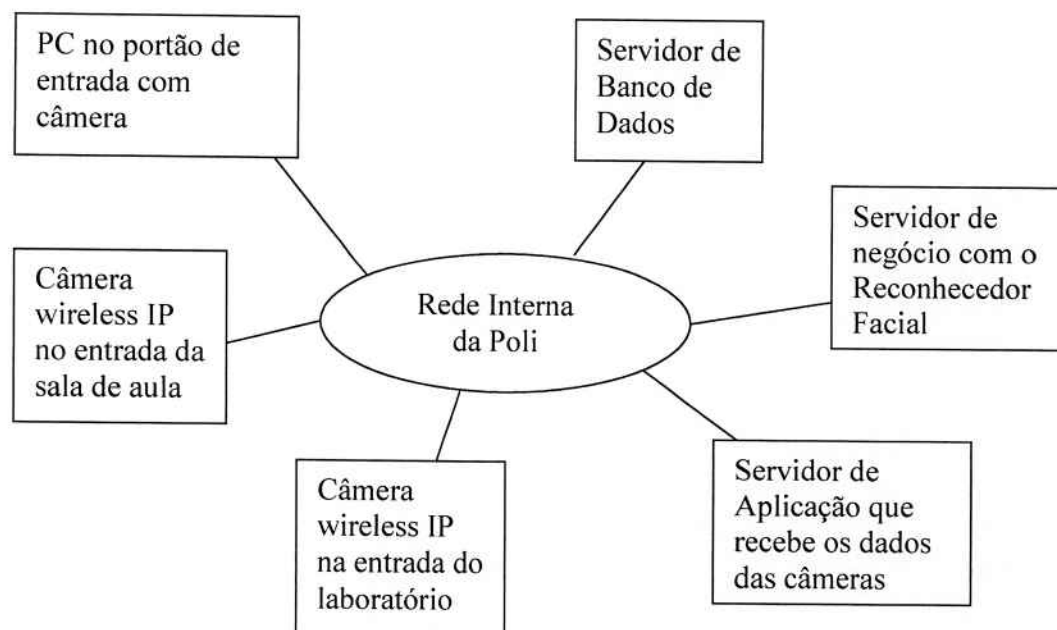 PC no portão de
entrada com
câmera
Servidor de
Banco de
Dados
Câmera
wireless IP
no entrada da
sala de aula
Rede Interna
da Poli
Servidor de
negócio com o
Reconhecedor
Facial
Câmera
wireless IP
na entrada do
laboratório
Servidor de
Aplicação que
recebe os dados
das câmeras